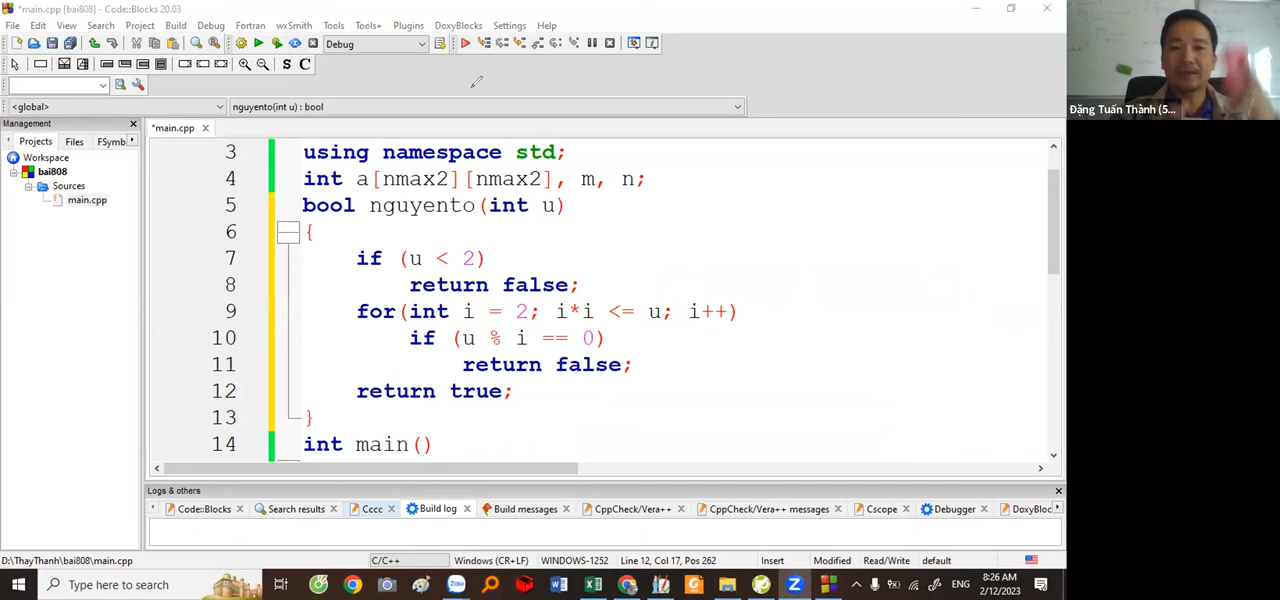 *main.cpp [bai808] - Code::Blocks 20.03
File Edit View Search Project Build Debug Fortran wxSmith Tools Tools+ Plugins DoxyBlocks Settings Help
Debug
S C
<global> nguyento(int u) : bool
Management
Projects Files FSymb
Workspace
bai808
Sources
main.cpp
*main.cpp
3 using namespace std;
4 int a[nmax2][nmax2], m, n;
5 bool nguyento(int u)
6 {
7 if (u < 2)
8 return false;
9 for(int i = 2; i*i <= u; i++)
10 if (u % i == 0)
11 return false;
12 return true;
13 }
14 int main()
Logs & others
Code::Blocks Search results Cccc Build log Build messages CppCheck/Vera++ CppCheck/Vera++ messages Cscope Debugger DoxyBloc
D:\ThayThanh\bai808\main.cpp C/C++ Windows (CR+LF) WINDOWS-1252 Line 12, Col 17, Pos 262 Insert Modified Read/Write default
Type here to search
Zalo
ENG
8:26 AM
2/12/2023
Đặng Tuấn Thành (5...